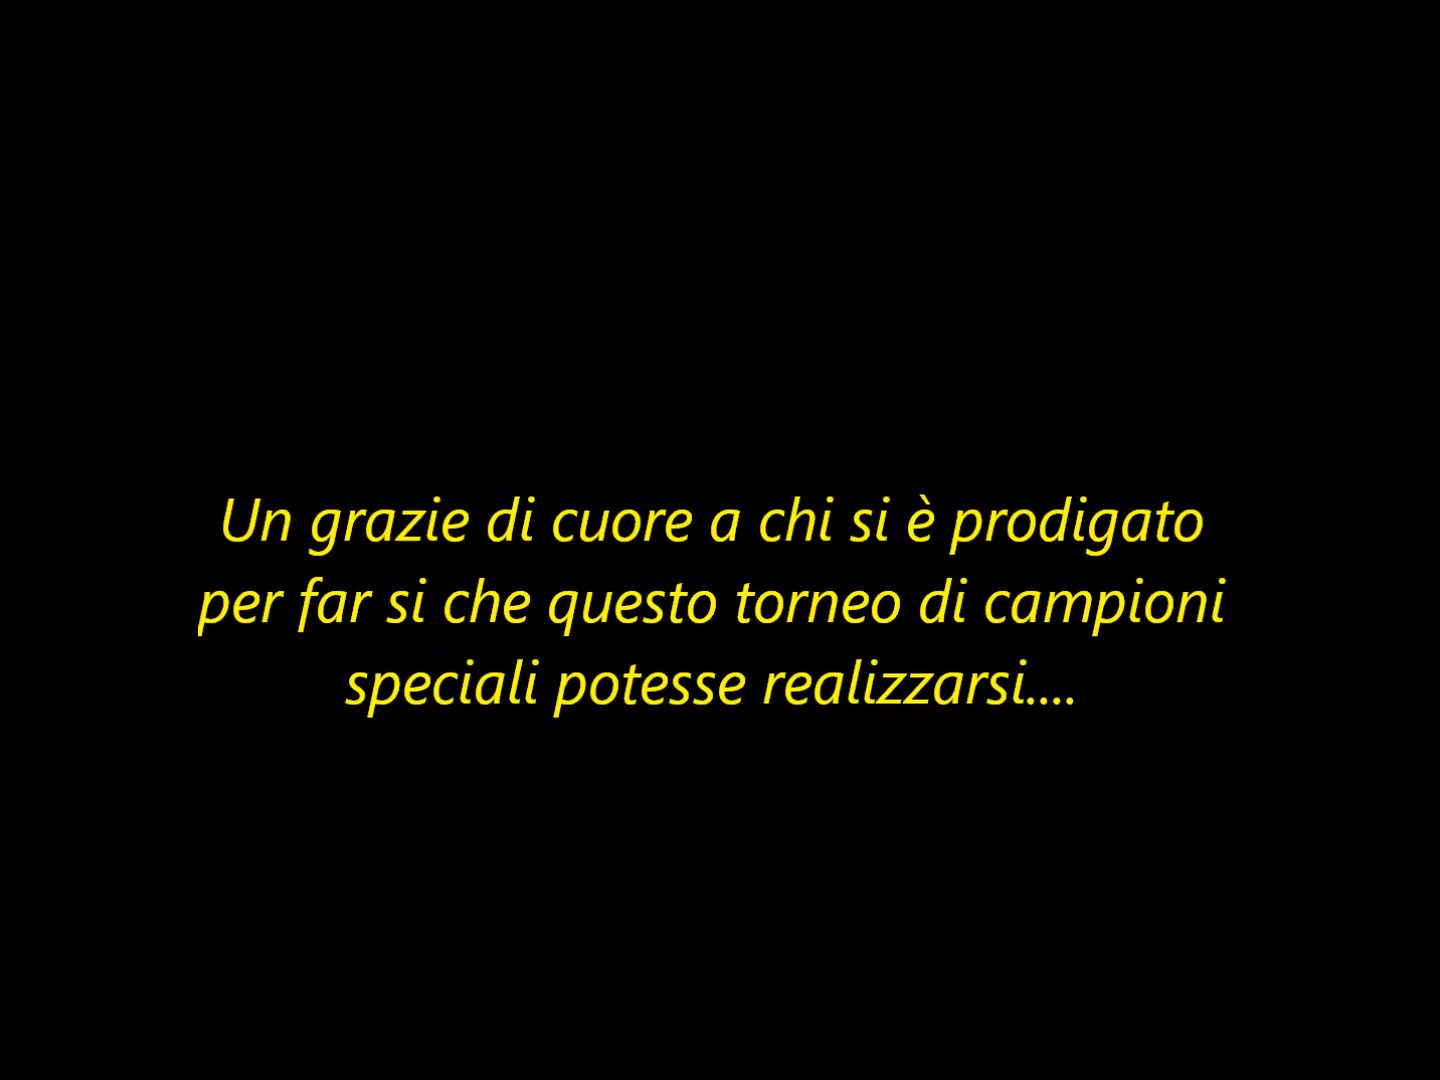 Un grazie di cuore a chi si è prodigato
per far si che questo torneo di campioni
speciali potesse realizzarsi....